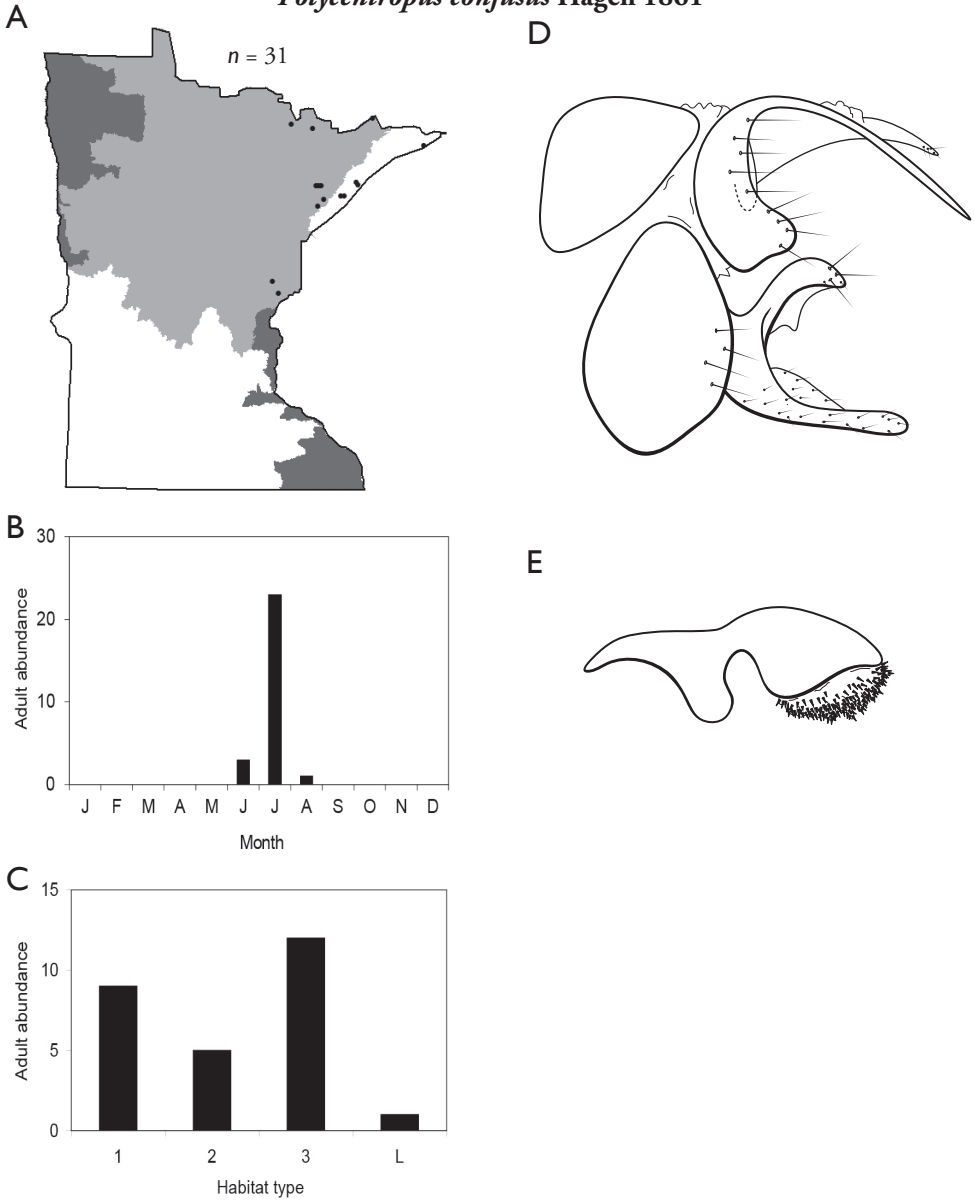 Polycentropus confusus Hagen 1861
A
n = 31
D
B
30
20
10
0
Adult abundance
J F M A M J J A S O N D
Month
E
C
15
10
5
0
Adult abundance
1 2 3 L
Habitat type